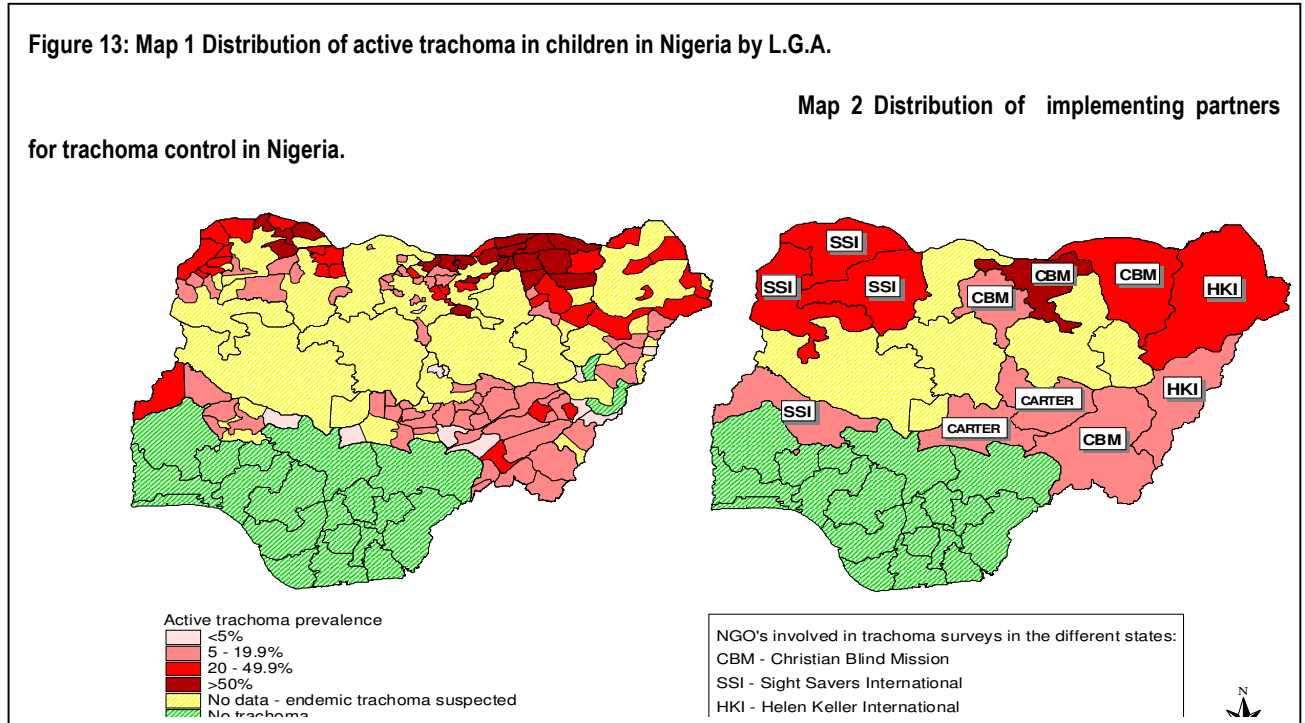 Figure 13: Map 1 Distribution of active trachoma in children in Nigeria by L.G.A.
Map 2 Distribution of implementing partners
for trachoma control in Nigeria.
SSI
SSI
SSI
CBM
CBM
CBM
HKI
HKI
SSI
CARTER
CARTER
CBM
Active trachoma prevalence
<5%
5 - 19.9%
20 - 49.9%
>50%
No data - endemic trachoma suspected
No trachoma
NGO's involved in trachoma surveys in the different states:
CBM - Christian Blind Mission
SSI - Sight Savers International
HKI - Helen Keller International
N